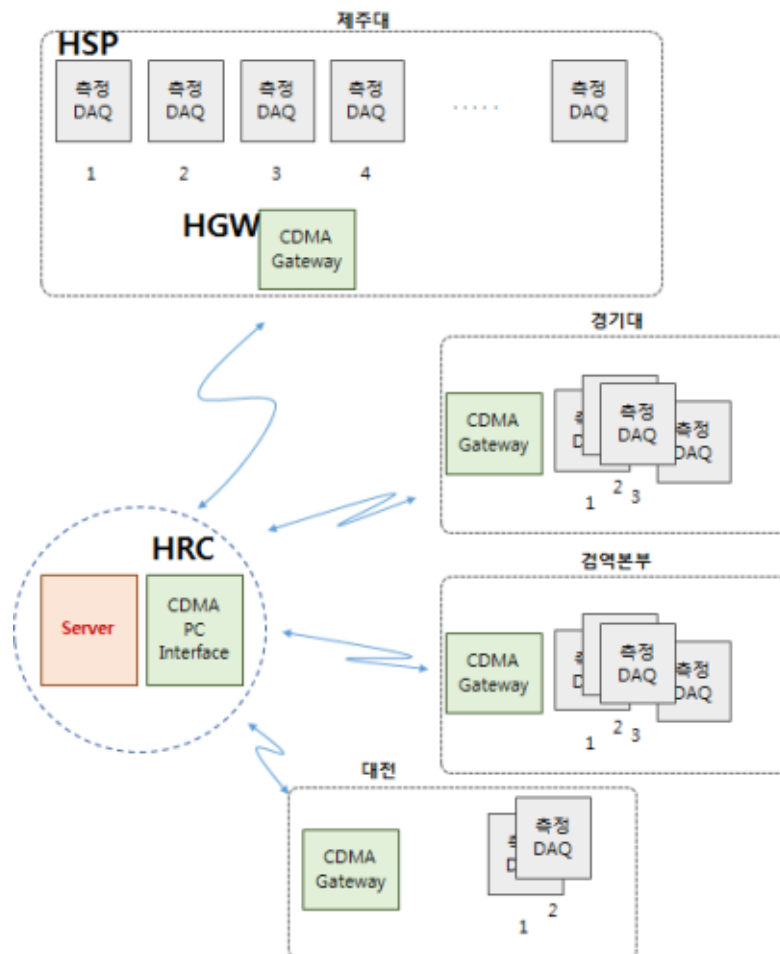 제주대
HSP
측정
DAQ
측정
DAQ
측정
DAQ
측정
DAQ
.....
측정
DAQ
1
2
3
4
HGW
CDMA
Gateway
경기대
CDMA
Gateway
측정
DAQ
측정
DAQ
1
2
3
HRC
Server
CDMA
PC
Interface
검역본부
CDMA
Gateway
측정
DAQ
측정
DAQ
1
2
3
대전
CDMA
Gateway
측정
DAQ
1
2